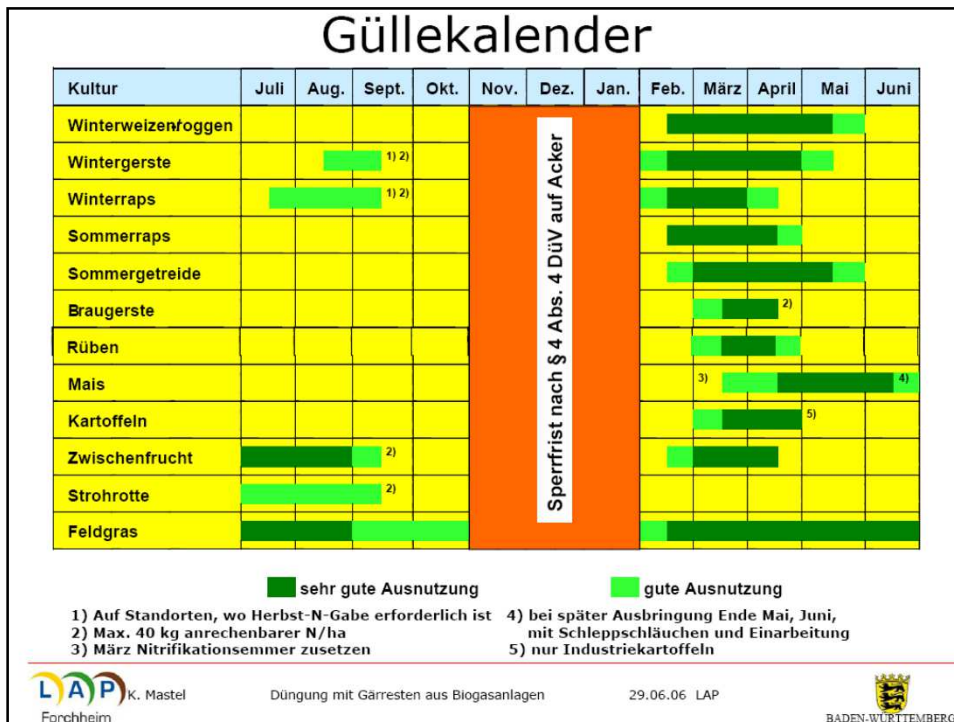 Güllekalender
Kultur Juli Aug. Sept. Okt. Nov. Dez. Jan. Feb. März April Mai Juni
Winterweizen/roggen
Wintergerste 1) 2)
Winterraps 1) 2)
Sommerraps
Sommergetreide
Braugerste 2)
Rüben
Mais 3) 4)
Kartoffeln 5)
Zwischenfrucht 2)
Strohrotte 2)
Feldgras
Sperrfrist nach § 4 Abs. 4 DüV auf Acker
sehr gute Ausnutzung gute Ausnutzung
1) Auf Standorten, wo Herbst-N-Gabe erforderlich ist
2) Max. 40 kg anrechenbarer N/ha
3) März Nitrifikationsemmer zusetzen
4) bei später Ausbringung Ende Mai, Juni,
mit Schleppschläuchen und Einarbeitung
5) nur Industriekartoffeln
LAP K. Mastel Düngung mit Gärresten aus Biogasanlagen 29.06.06 LAP
Forchheim BADEN-WÜRTTEMBERG